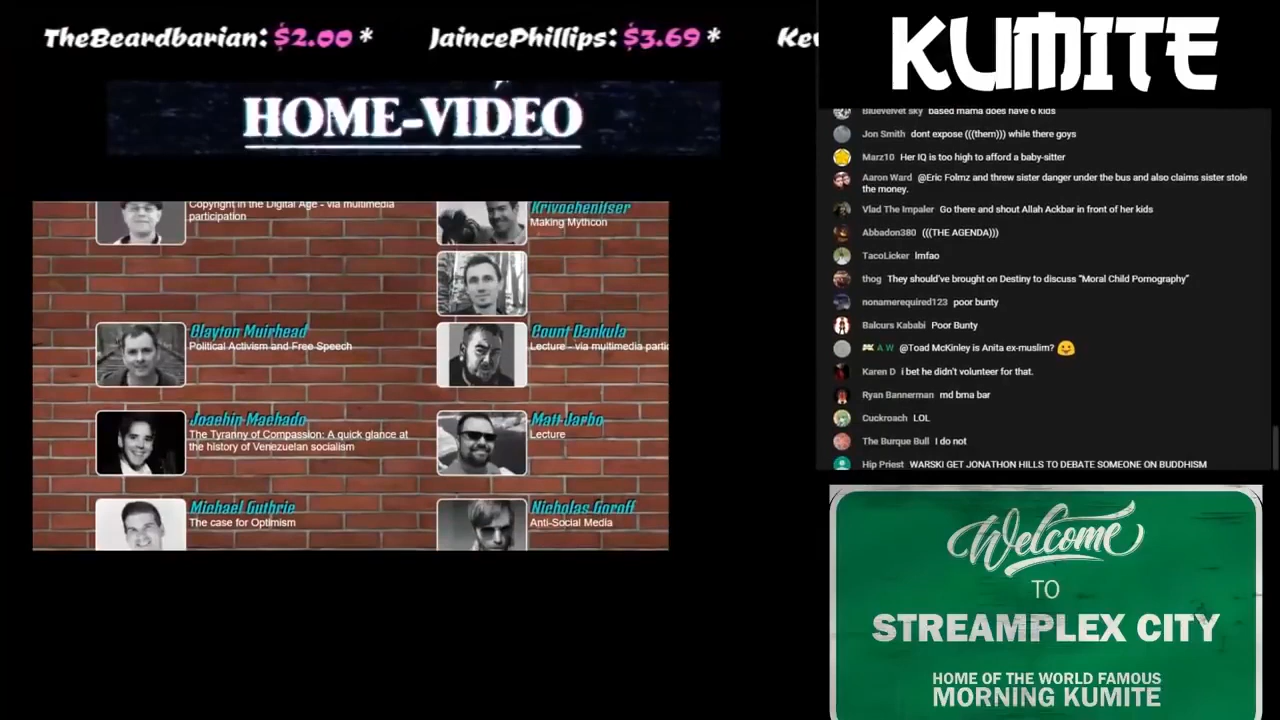 TheBeardbarian: $2.00 * JaincePhillips: $3.69 *
HOME-VIDEO
Copyright in the Digital Age - via multimedia
participation
Making Mythcon
Clayton Muirhead
Political Activism and Free Speech
Count Dankula
Lecture - via multimedia
Joaehip Machado
The Tyranny of Compassion: A quick glance at
the history of Venezuelan socialism
Matt Jarbo
Lecture
Michael Guthrie
The case for Optimism
Nicholas Goroff
Anti-Social Media
KUMITE
Bluevelvet sky based mama does have 6 kids
Jon Smith dont expose (((them))) while there goys
Marz10 Her IQ is too high to afford a baby-sitter
Aaron Ward @Eric Folmz and threw sister danger under the bus and also claims sister stole
the money.
Vlad The Impaler Go there and shout Allah Ackbar in front of her kids
Abbadon380 (((THE AGENDA)))
TacoLicker lmfao
thog They should've brought on Destiny to discuss "Moral Child Pornography"
nonamerequired123 poor bunty
Balcurs Kababi Poor Bunty
A W @Toad McKinley is Anita ex-muslim?
Karen D i bet he didn't volunteer for that.
Ryan Bannerman md bma bar
Cuckroach LOL
The Burque Bull I do not
Hip Priest WARSKI GET JONATHON HILLS TO DEBATE SOMEONE ON BUDDHISM
Welcome
TO
STREAMPLEX CITY
HOME OF THE WORLD FAMOUS
MORNING KUMITE